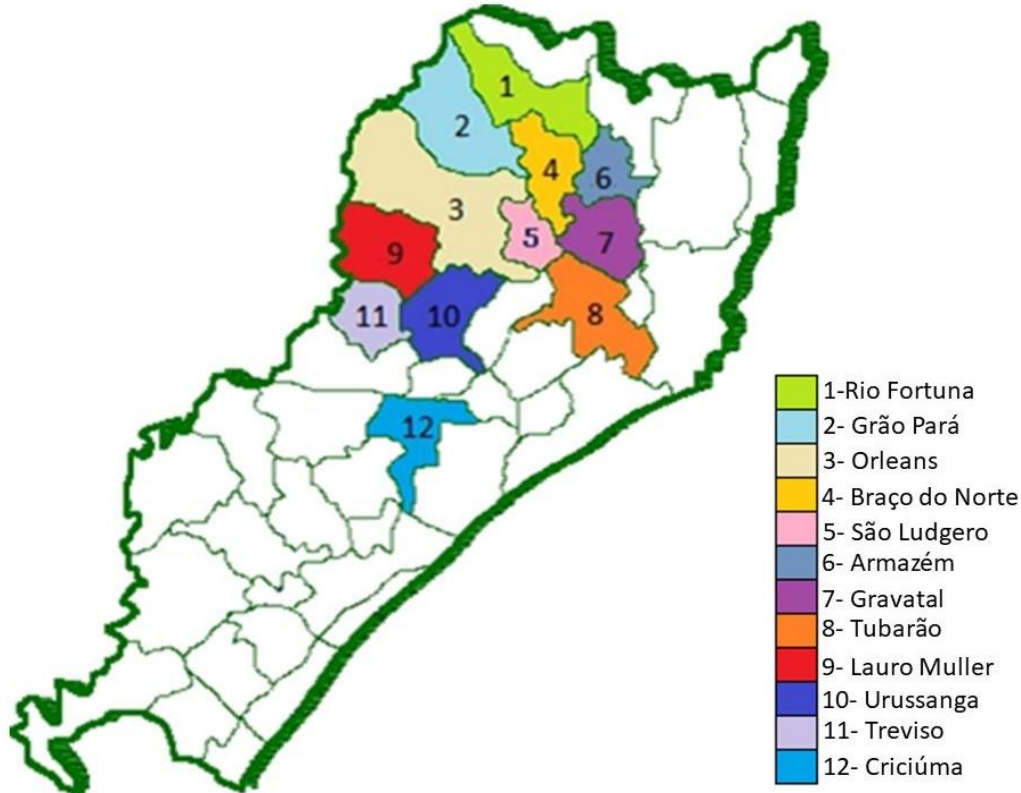 1
2
4
6
3
5
7
9
11
10
8
12
1-Rio Fortuna
2- Grão Pará
3- Orleans
4- Braço do Norte
5- São Ludgero
6- Armazém
7- Gravatal
8- Tubarão
9- Lauro Muller
10- Urussanga
11- Treviso
12- Criciúma